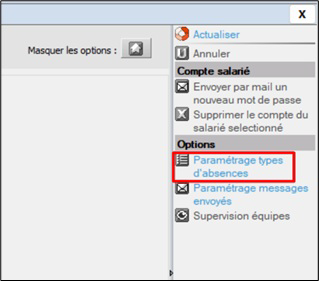 X
Masquer les options :
Actualiser
Annuler
Compte salarié
Envoyer par mail un
nouveau mot de passe
Supprimer le compte du
salarié selectionné
Options
Paramétrage types
d'absences
Paramétrage messages
envoyés
Supervision équipes